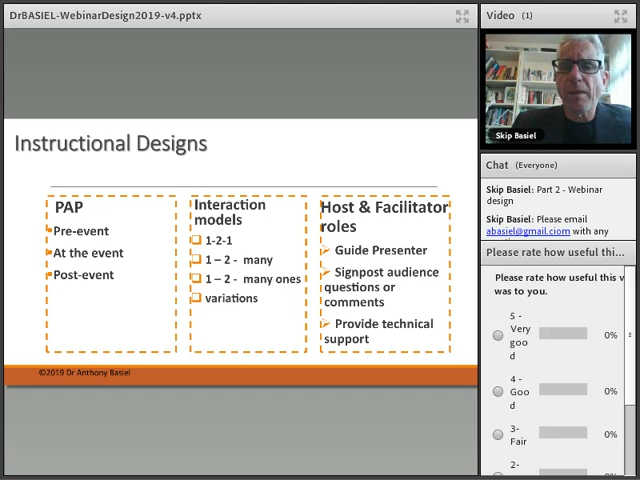 DrBASIEL-WebinarDesign2019-v4.pptx
Instructional Designs
PAP
Pre-event
At the event
Post-event
Interaction
models
1-2-1
1 – 2 - many
1 – 2 - many ones
variations
Host & Facilitator
roles
Guide Presenter
Signpost audience
questions or
comments
Provide technical
support
©2019 Dr Anthony Basiel
Video (1)
Skip Basiel
Chat (Everyone)
Skip Basiel: Part 2 - Webinar
design
Skip Basiel: Please email
abasiel@gmail.ciom with any
Please rate how useful thi...
Please rate how useful this v
was to you.
5 -
Very
goo
d
0%
4 -
Goo
d
0%
3-
Fair
0%
2-